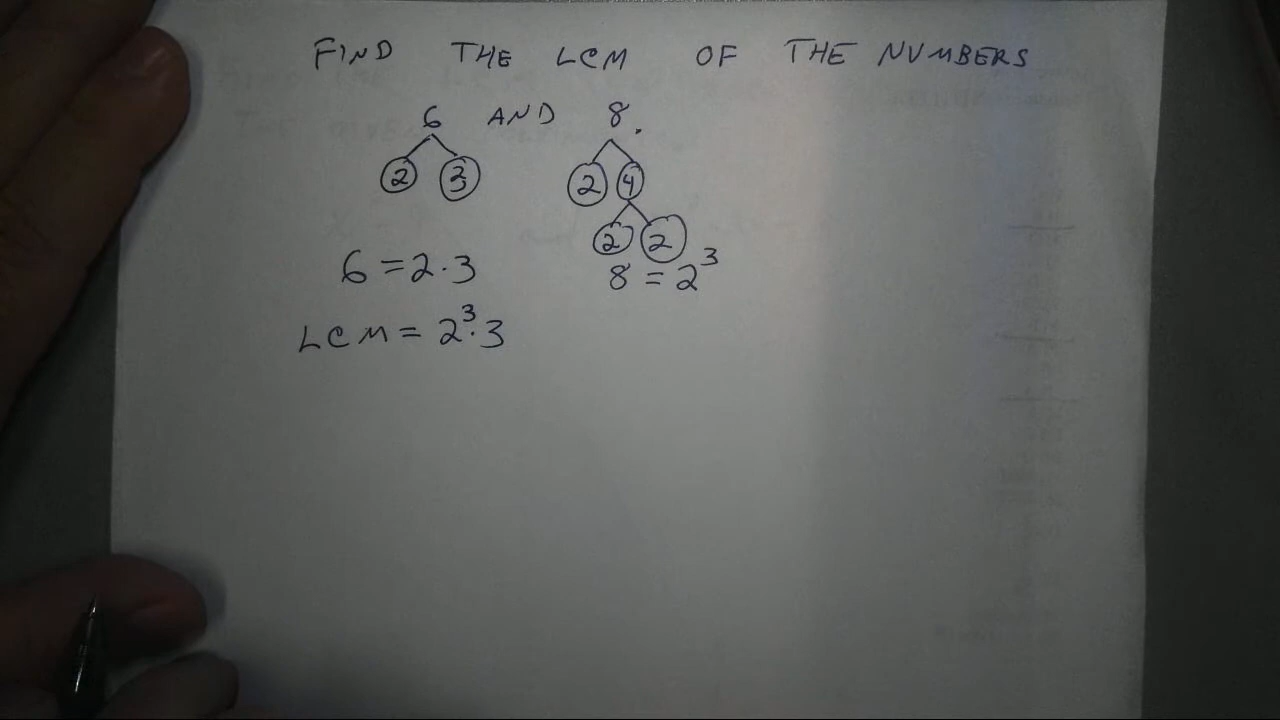 FIND THE LCM OF THE NUMBERS
6 AND 8.
2 3 2 4
2 2
6 = 2 · 3 8 = 2³
LCM = 2³ · 3